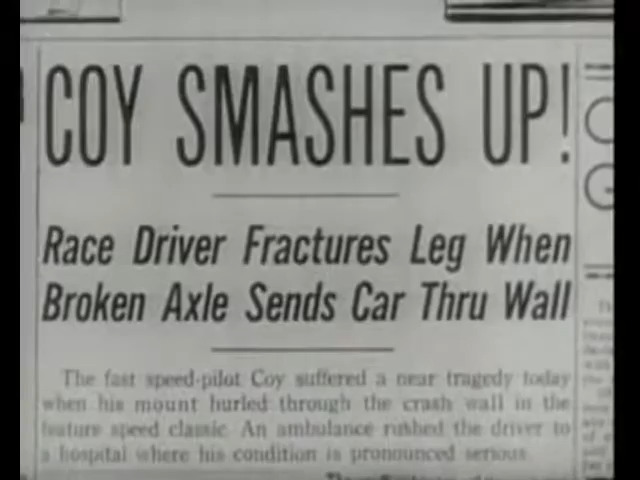 COY SMASHES UP!
Race Driver Fractures Leg When
Broken Axle Sends Car Thru Wall
The fast speed-pilot Coy suffered a near tragedy today
when his mount hurled through the crash wall in the
feature speed classic. An ambulance rushed the driver to
a hospital where his condition is pronounced serious.